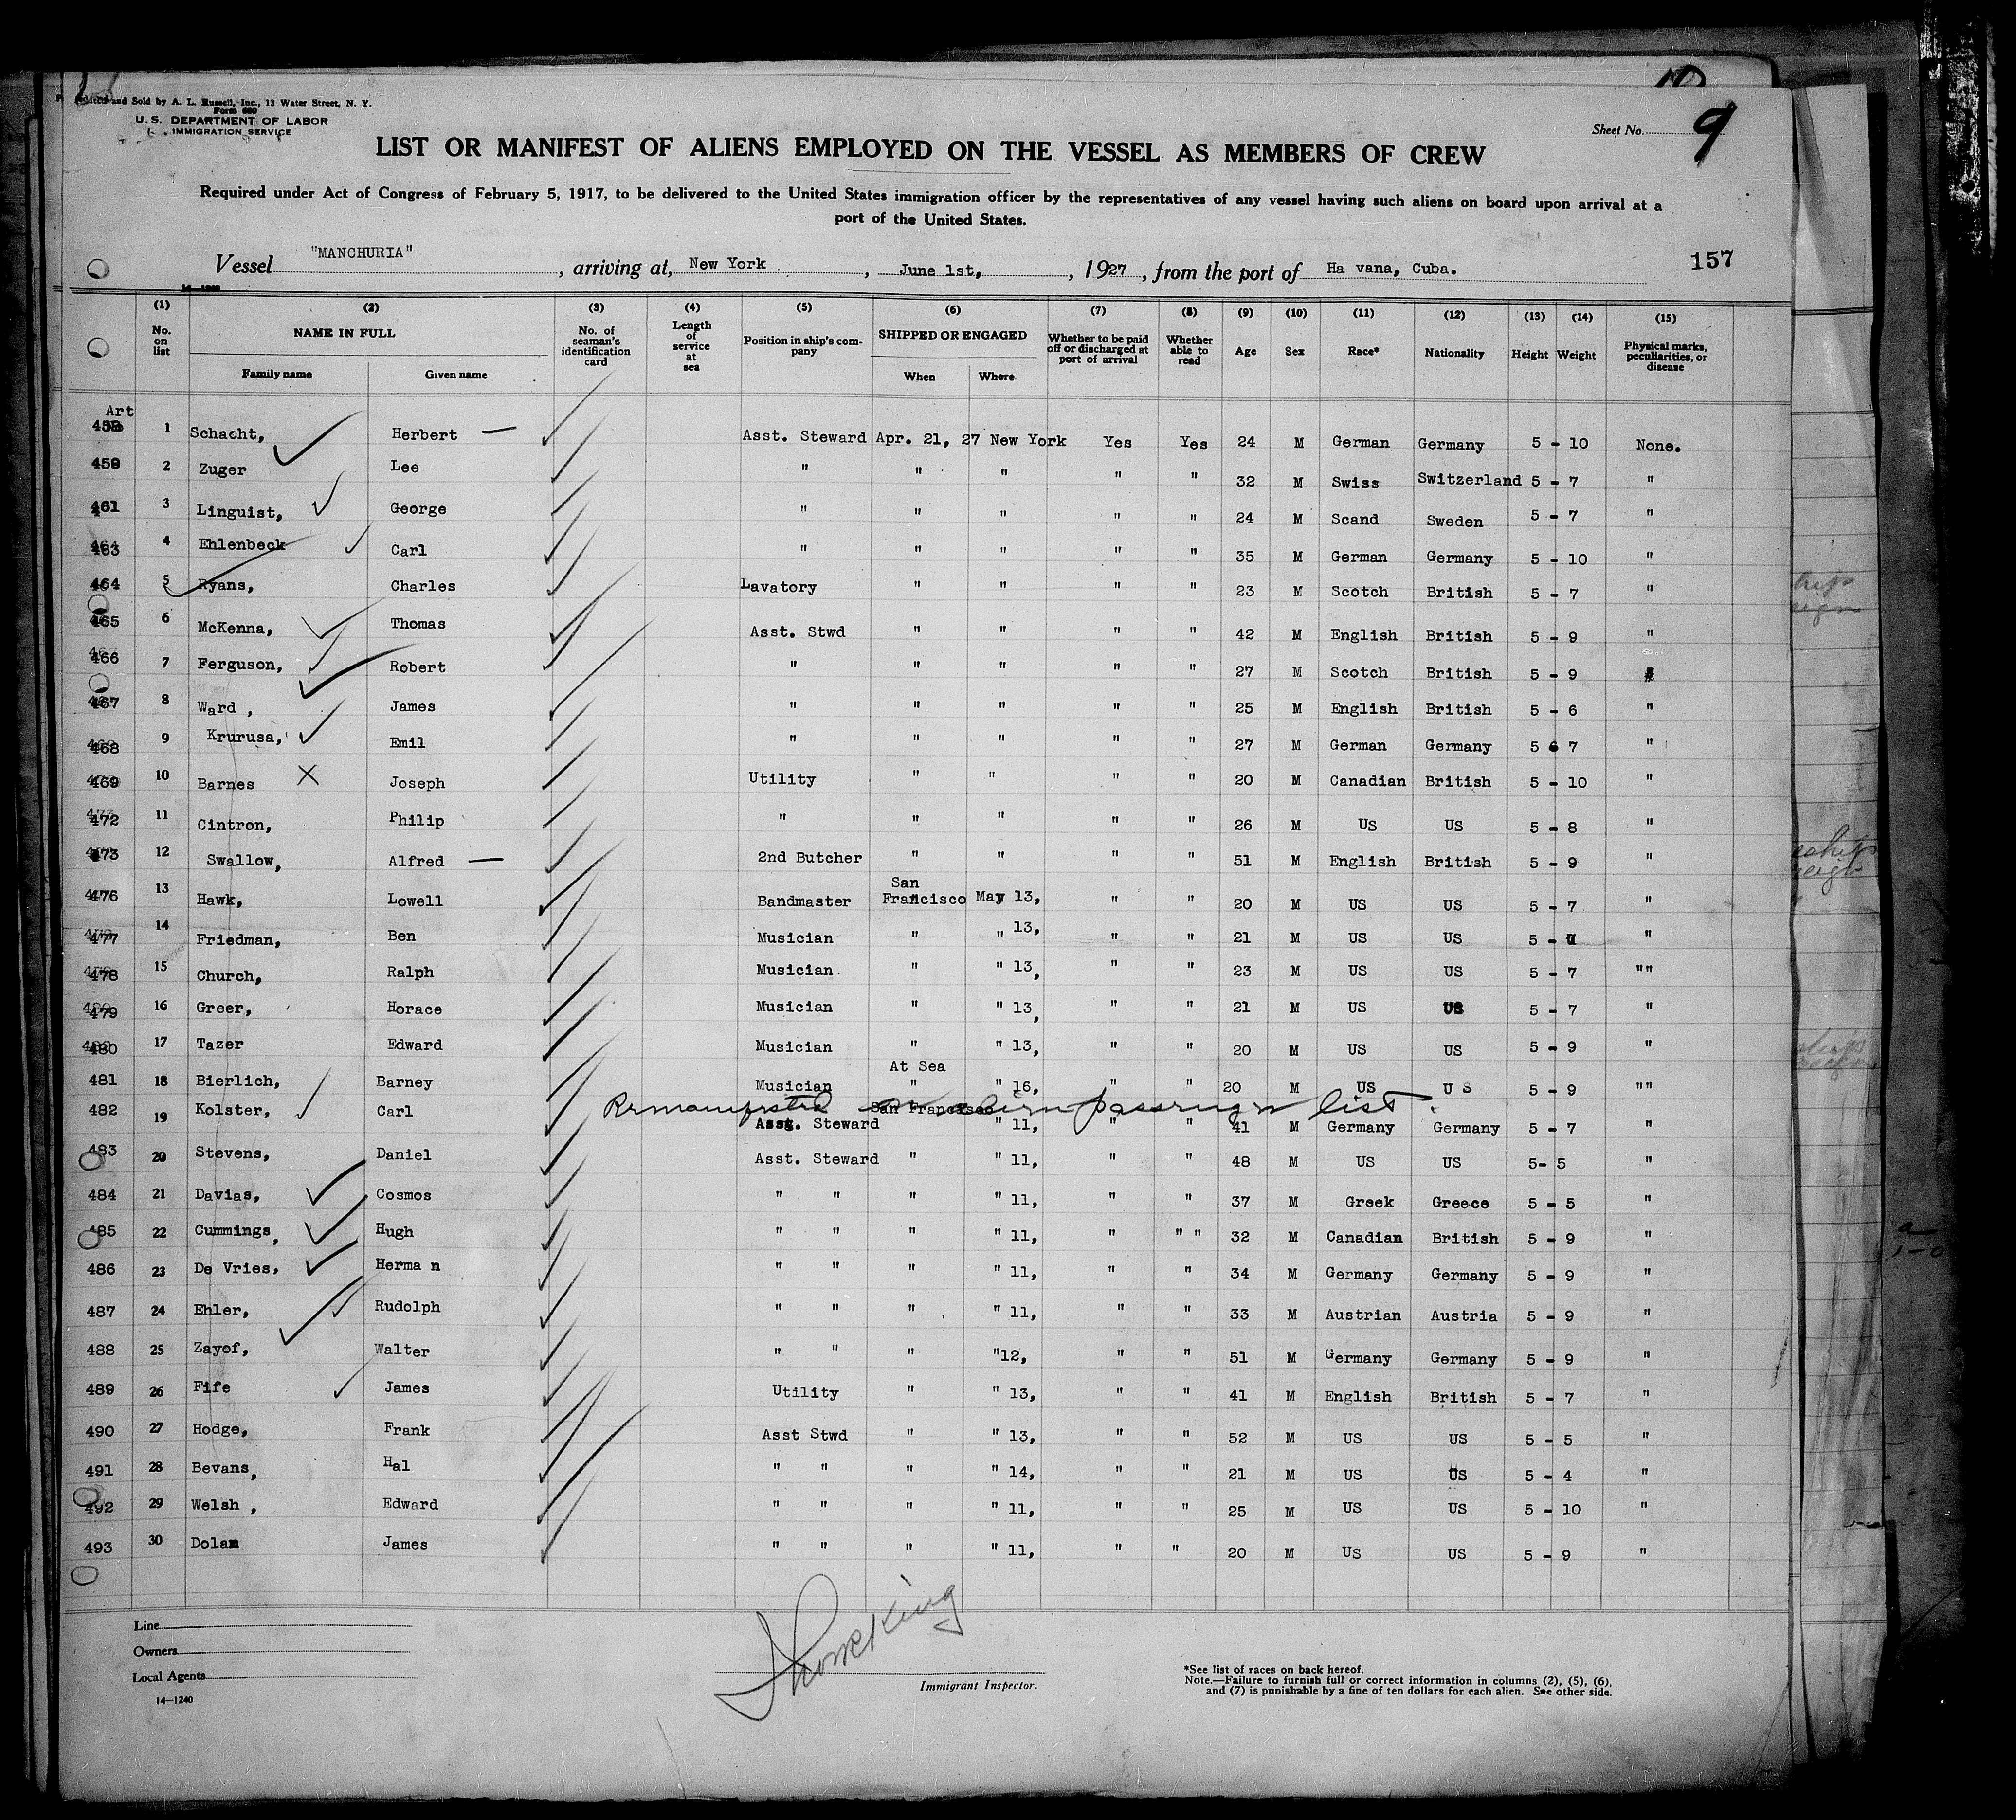 Printed and Sold by A. L. Russell, Inc., 13 Water Street, N. Y.
Form 680
U. S. DEPARTMENT OF LABOR
IMMIGRATION SERVICE
Sheet No. 9
LIST OR MANIFEST OF ALIENS EMPLOYED ON THE VESSEL AS MEMBERS OF CREW
Required under Act of Congress of February 5, 1917, to be delivered to the United States immigration officer by the representatives of any vessel having such aliens on board upon arrival at a
port of the United States.
Vessel "MANCHURIA" , arriving at, New York , June 1st, , 1927 , from the port of Ha vana, Cuba. 157
14—1240
(1) No. on list (2) NAME IN FULL Family name Given name (3) No. of seaman's identification card (4) Length of service at sea (5) Position in ship's company (6) SHIPPED OR ENGAGED When Where (7) Whether to be paid off or discharged at port of arrival (8) Whether able to read (9) Age (10) Sex (11) Race* (12) Nationality (13) Height (14) Weight (15) Physical marks, peculiarities, or disease
Art
1 Schacht, Herbert — Asst. Steward Apr. 21, 27 New York Yes Yes 24 M German Germany 5 - 10 None.
2 Zuger Lee " " " " " 32 M Swiss Switzerland 5 - 7 "
461 3 Linguist, George " " " " " 24 M Scand Sweden 5 - 7 "
463 4 Ehlenbeck Carl " " " " " 35 M German Germany 5 - 10 "
464 5 Ryans, Charles Lavatory " " " " 23 M Scotch British 5 - 7 "
465 6 McKenna, Thomas Asst. Stwd " " " " 42 M English British 5 - 9 "
466 7 Ferguson, Robert " " " " " 27 M Scotch British 5 - 9
467 8 Ward , James " " " " " 25 M English British 5 - 6 "
468 9 Krurusa, Emil " " " " " 27 M German Germany 5 6 7 "
469 10 Barnes X Joseph Utility " " " " 20 M Canadian British 5 - 10 "
472 11 Cintron, Philip " " " " " 26 M US US 5 - 8 "
473 12 Swallow, Alfred — 2nd Butcher " " " " 51 M English British 5 - 9 "
476 13 Hawk, Lowell Bandmaster San Francisco May 13, " " 20 M US US 5 - 7 "
477 14 Friedman, Ben Musician " " 13, " " 21 M US US 5 - "
478 15 Church, Ralph Musician " " 13, " " 23 M US US 5 - 7 ""
479 16 Greer, Horace Musician " " 13, " " 21 M US US 5 - 7 "
480 17 Tazer Edward Musician " " 13, " " 20 M US US 5 - 9 "
At Sea
481 18 Bierlich, Barney Musician " " 16, " " 20 M US U S 5 - 9 ""
Remanifested on alien passenger list.
482 19 Kolster, Carl Asst. Steward San Francisco " 11, " " 41 M Germany Germany 5 - 7 "
483 20 Stevens, Daniel Asst. Steward " " 11, " " 48 M US US 5- 5 "
484 21 Davias, Cosmos " " " " 11, " " 37 M Greek Greece 5 - 5 "
485 22 Cummings, Hugh " " " " 11, " " " 32 M Canadian British 5 - 9 "
486 23 De Vries, Herma n " " " " 11, " " 34 M Germany Germany 5 - 9 "
487 24 Ehler, Rudolph " " " " 11, " " 33 M Austrian Austria 5 - 9 "
488 25 Zayof, Walter " " " "12, " " 51 M Germany Germany 5 - 9 "
489 26 Fife James Utility " " 13, " " 41 M English British 5 - 7 "
490 27 Hodge, Frank Asst Stwd " " 13, " " 52 M US US 5 - 5 "
491 28 Bevans, Hal " " " " 14, " " 21 M US US 5 - 4 "
492 29 Welsh , Edward " " " " 11, " " 25 M US US 5 - 10 "
493 30 Dolan James " " " " 11, " " 20 M US US 5 - 9 "
Line
Owners
Local Agents
14—1240
Immigrant Inspector.
*See list of races on back hereof.
Note.—Failure to furnish full or correct information in columns (2), (5), (6),
and (7) is punishable by a fine of ten dollars for each alien. See other side.